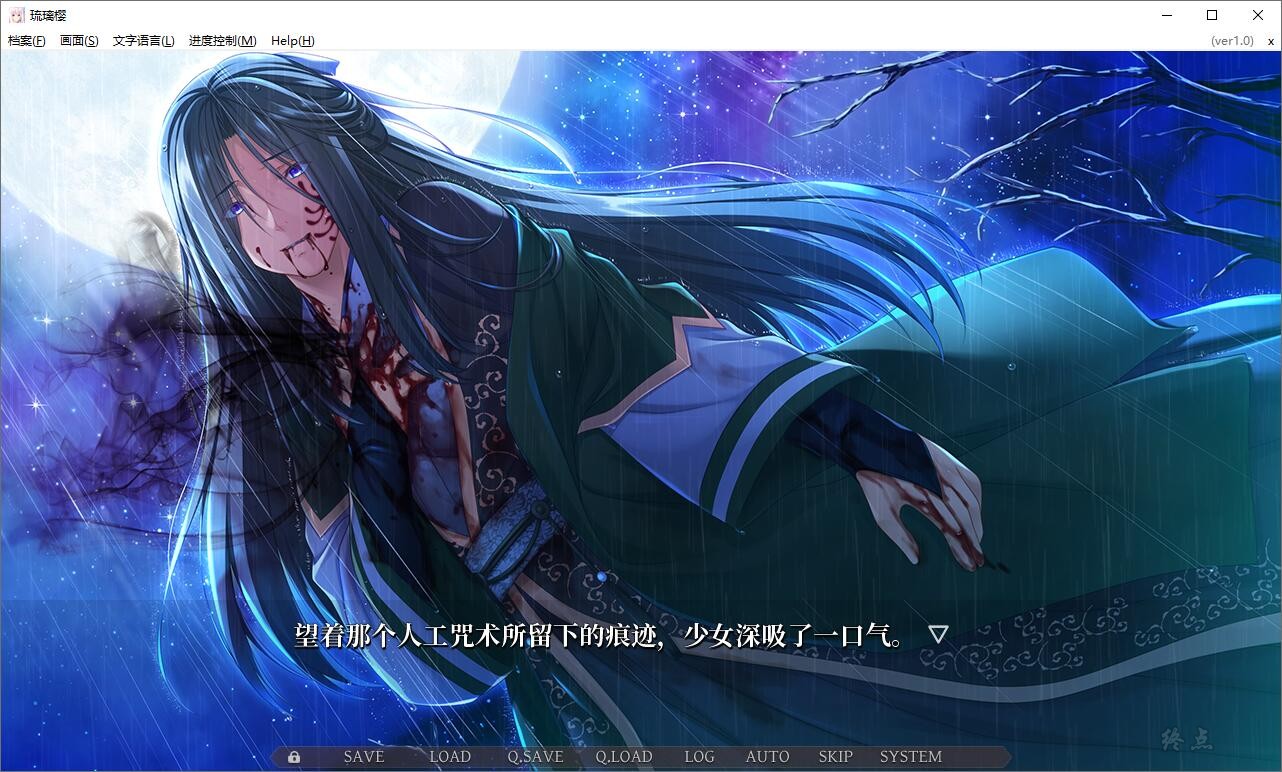 琉璃樱
档案(F) 画面(S) 文字语言(L) 进度控制(M) Help(H) (ver1.0) x
望着那个人工咒术所留下的痕迹，少女深吸了一口气。
终点
SAVE LOAD Q.SAVE Q.LOAD LOG AUTO SKIP SYSTEM